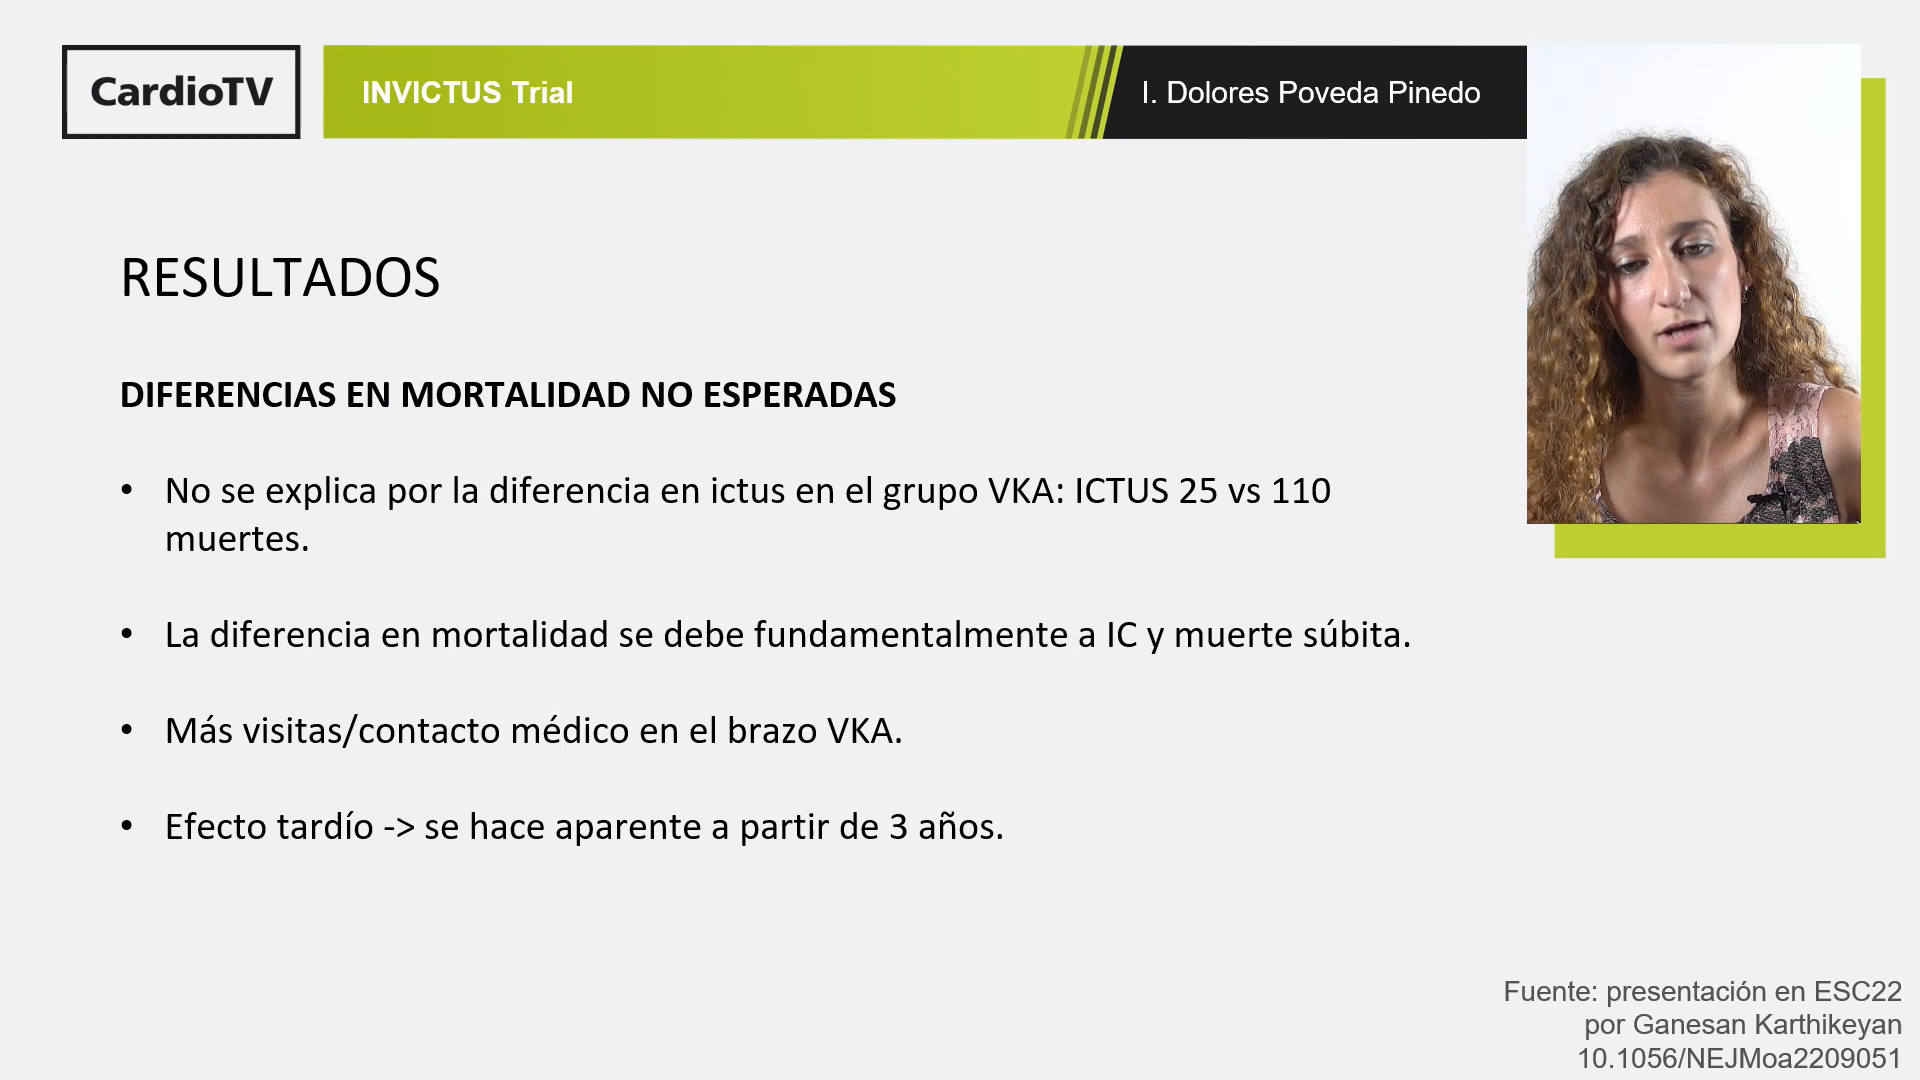 CardioTV
INVICTUS Trial
I. Dolores Poveda Pinedo
RESULTADOS
DIFERENCIAS EN MORTALIDAD NO ESPERADAS
• No se explica por la diferencia en ictus en el grupo VKA: ICTUS 25 vs 110
muertes.
• La diferencia en mortalidad se debe fundamentalmente a IC y muerte súbita.
• Más visitas/contacto médico en el brazo VKA.
• Efecto tardío -> se hace aparente a partir de 3 años.
Fuente: presentación en ESC22
por Ganesan Karthikeyan
10.1056/NEJMoa2209051